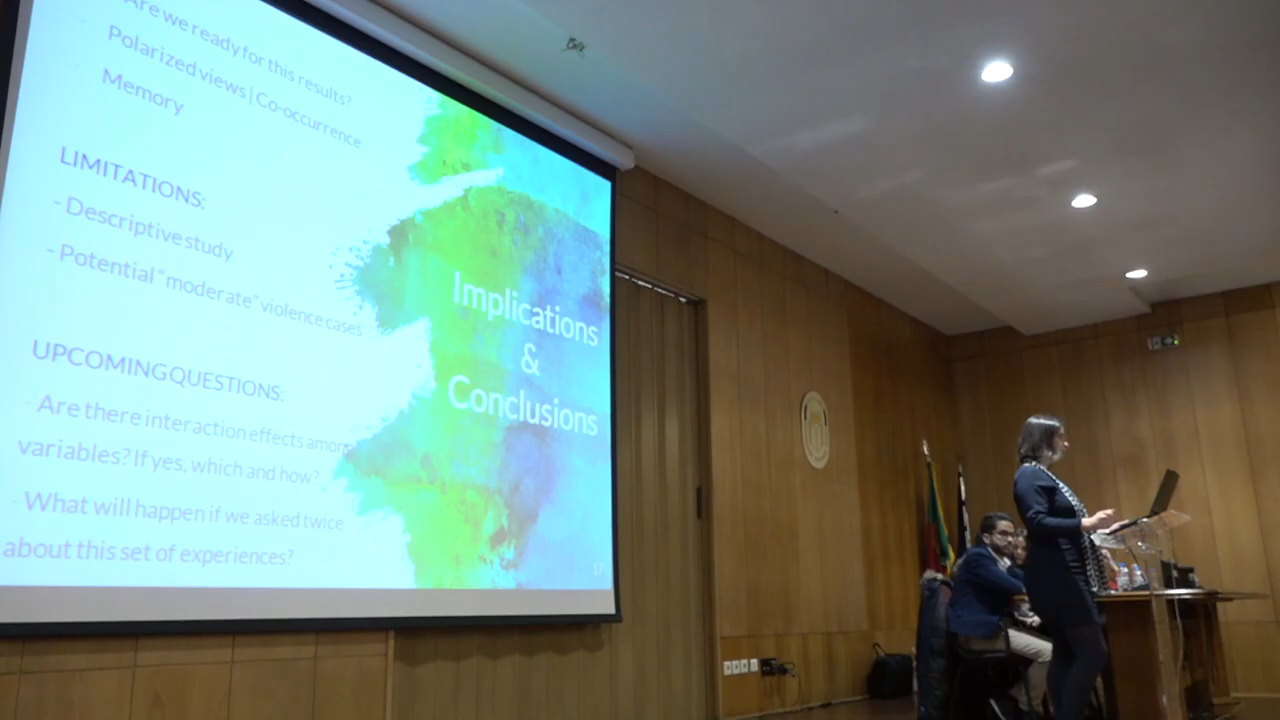 Are we ready for this results?
Polarized views | Co-occurrence
Memory
LIMITATIONS:
- Descriptive study
- Potential "moderate" violence cases
UPCOMING QUESTIONS:
- Are there interaction effects among
variables? If yes, which and how?
- What will happen if we asked twice
about this set of experiences?
Implications
&
Conclusions
17